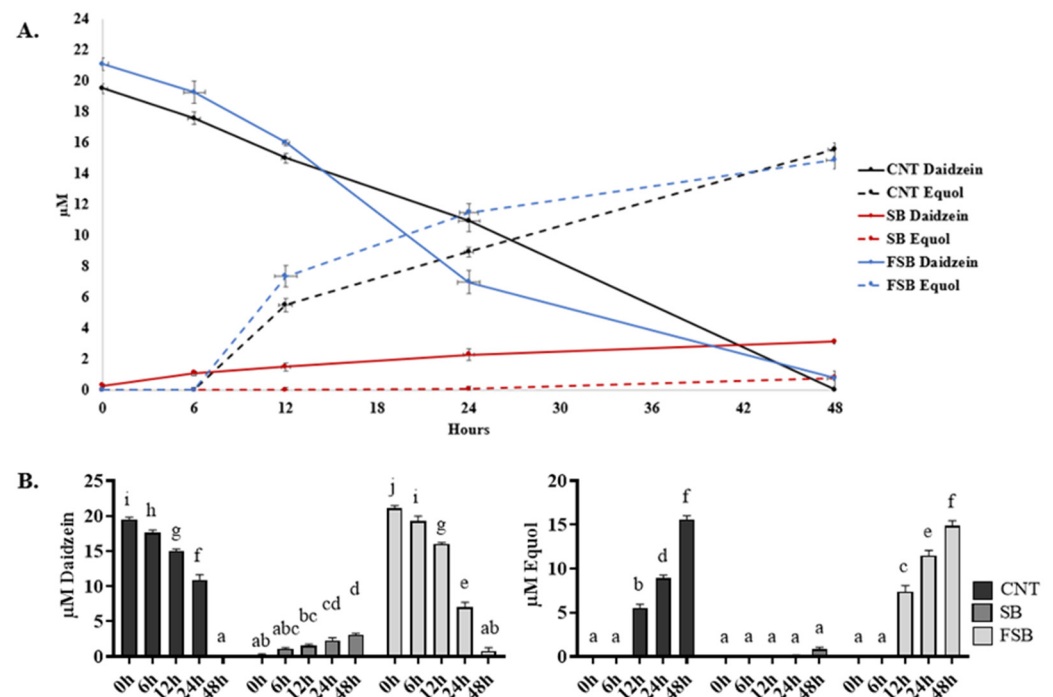 A.
24
22
20
18
16
14
12
10
8
6
4
2
0
µM
0 6 12 18 24 30 36 42 48
Hours
CNT Daidzein
CNT Equol
SB Daidzein
SB Equol
FSB Daidzein
FSB Equol
B.
µM Daidzein
25
20
15
10
5
0
i h g f a ab abc bc cd d j i g e ab
0h 6h 12h 24h 48h 0h 6h 12h 24h 48h 0h 6h 12h 24h 48h
µM Equol
20
15
10
5
0
a a b d f a a a a a a a c e f
0h 6h 12h 24h 48h 0h 6h 12h 24h 48h 0h 6h 12h 24h 48h
CNT
SB
FSB